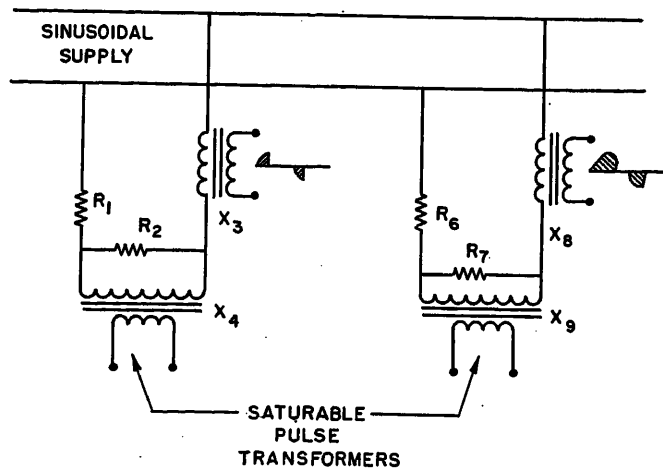 SINUSOIDAL
SUPPLY
R1
R2
X3
X4
R6
R7
X8
X9
SATURABLE
PULSE
TRANSFORMERS